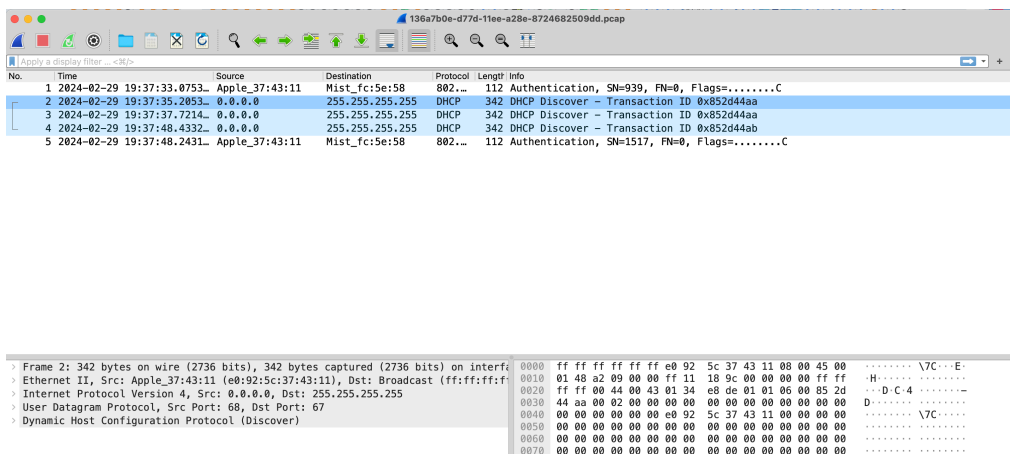 136a7b0e-d77d-11ee-a28e-8724682509dd.pcap
Apply a display filter ... <⌘/>
No. Time Source Destination Protocol Length Info
1 2024-02-29 19:37:33.0753… Apple_37:43:11 Mist_fc:5e:58 802.… 112 Authentication, SN=939, FN=0, Flags=........C
2 2024-02-29 19:37:35.2053… 0.0.0.0 255.255.255.255 DHCP 342 DHCP Discover – Transaction ID 0x852d44aa
3 2024-02-29 19:37:37.7214… 0.0.0.0 255.255.255.255 DHCP 342 DHCP Discover – Transaction ID 0x852d44aa
4 2024-02-29 19:37:48.4332… 0.0.0.0 255.255.255.255 DHCP 342 DHCP Discover – Transaction ID 0x852d44ab
5 2024-02-29 19:37:48.2431… Apple_37:43:11 Mist_fc:5e:58 802.… 112 Authentication, SN=1517, FN=0, Flags=........C
Frame 2: 342 bytes on wire (2736 bits), 342 bytes captured (2736 bits) on interf
Ethernet II, Src: Apple_37:43:11 (e0:92:5c:37:43:11), Dst: Broadcast (ff:ff:ff:f
Internet Protocol Version 4, Src: 0.0.0.0, Dst: 255.255.255.255
User Datagram Protocol, Src Port: 68, Dst Port: 67
Dynamic Host Configuration Protocol (Discover)
0000 ff ff ff ff ff ff e0 92 5c 37 43 11 08 00 45 00 ········ \7C···E·
0010 01 48 a2 09 00 00 ff 11 18 9c 00 00 00 00 ff ff ·H······ ········
0020 ff ff 00 44 00 43 01 34 e8 de 01 01 06 00 85 2d ···D·C·4 ·······-
0030 44 aa 00 02 00 00 00 00 00 00 00 00 00 00 00 00 D······· ········
0040 00 00 00 00 00 00 e0 92 5c 37 43 11 00 00 00 00 ········ \7C·····
0050 00 00 00 00 00 00 00 00 00 00 00 00 00 00 00 00 ········ ········
0060 00 00 00 00 00 00 00 00 00 00 00 00 00 00 00 00 ········ ········
0070 00 00 00 00 00 00 00 00 00 00 00 00 00 00 00 00 ········ ········